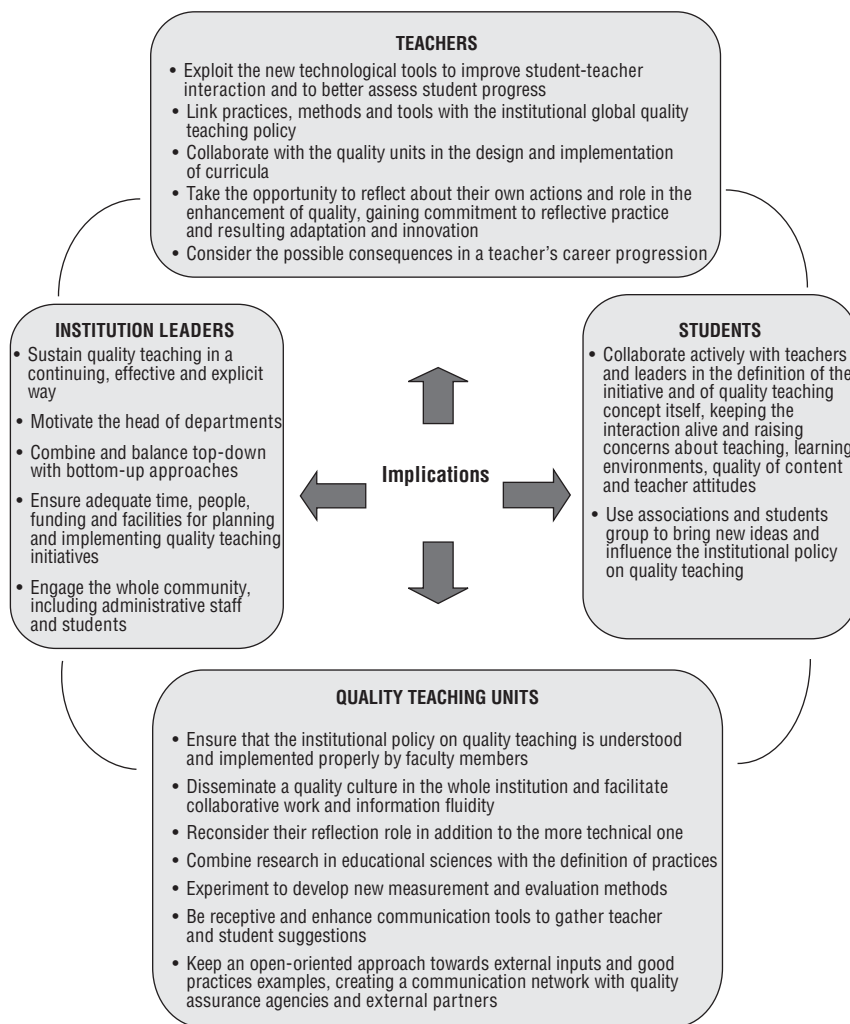 TEACHERS
• Exploit the new technological tools to improve student-teacher
interaction and to better assess student progress
• Link practices, methods and tools with the institutional global quality
teaching policy
• Collaborate with the quality units in the design and implementation
of curricula
• Take the opportunity to reflect about their own actions and role in the
enhancement of quality, gaining commitment to reflective practice
and resulting adaptation and innovation
• Consider the possible consequences in a teacher's career progression
INSTITUTION LEADERS
• Sustain quality teaching in a
continuing, effective and explicit
way
• Motivate the head of departments
• Combine and balance top-down
with bottom-up approaches
• Ensure adequate time, people,
funding and facilities for planning
and implementing quality teaching
initiatives
• Engage the whole community,
including administrative staff
and students
Implications
STUDENTS
• Collaborate actively with teachers
and leaders in the definition of the
initiative and of quality teaching
concept itself, keeping the
interaction alive and raising
concerns about teaching, learning
environments, quality of content
and teacher attitudes
• Use associations and students
group to bring new ideas and
influence the institutional policy
on quality teaching
QUALITY TEACHING UNITS
• Ensure that the institutional policy on quality teaching is understood
and implemented properly by faculty members
• Disseminate a quality culture in the whole institution and facilitate
collaborative work and information fluidity
• Reconsider their reflection role in addition to the more technical one
• Combine research in educational sciences with the definition of practices
• Experiment to develop new measurement and evaluation methods
• Be receptive and enhance communication tools to gather teacher
and student suggestions
• Keep an open-oriented approach towards external inputs and good
practices examples, creating a communication network with quality
assurance agencies and external partners